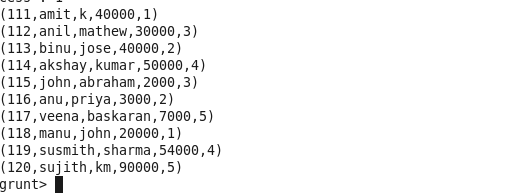 (111,amit,k,40000,1)
(112,anil,mathew,30000,3)
(113,binu,jose,40000,2)
(114,akshay,kumar,50000,4)
(115,john,abraham,2000,3)
(116,anu,priya,3000,2)
(117,veena,baskaran,7000,5)
(118,manu,john,20000,1)
(119,susmith,sharma,54000,4)
(120,sujith,km,90000,5)
grunt>